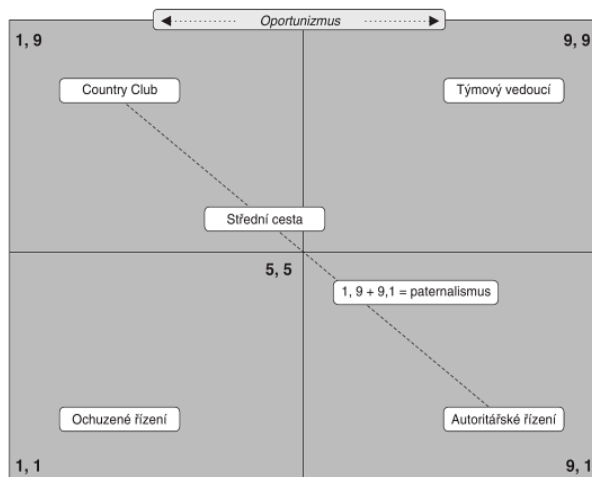 Oportunizmus
1, 9
9, 9
Country Club
Týmový vedoucí
Střední cesta
5, 5
1, 9 + 9,1 = paternalismus
Ochuzené řízení
Autoritářské řízení
1, 1
9, 1